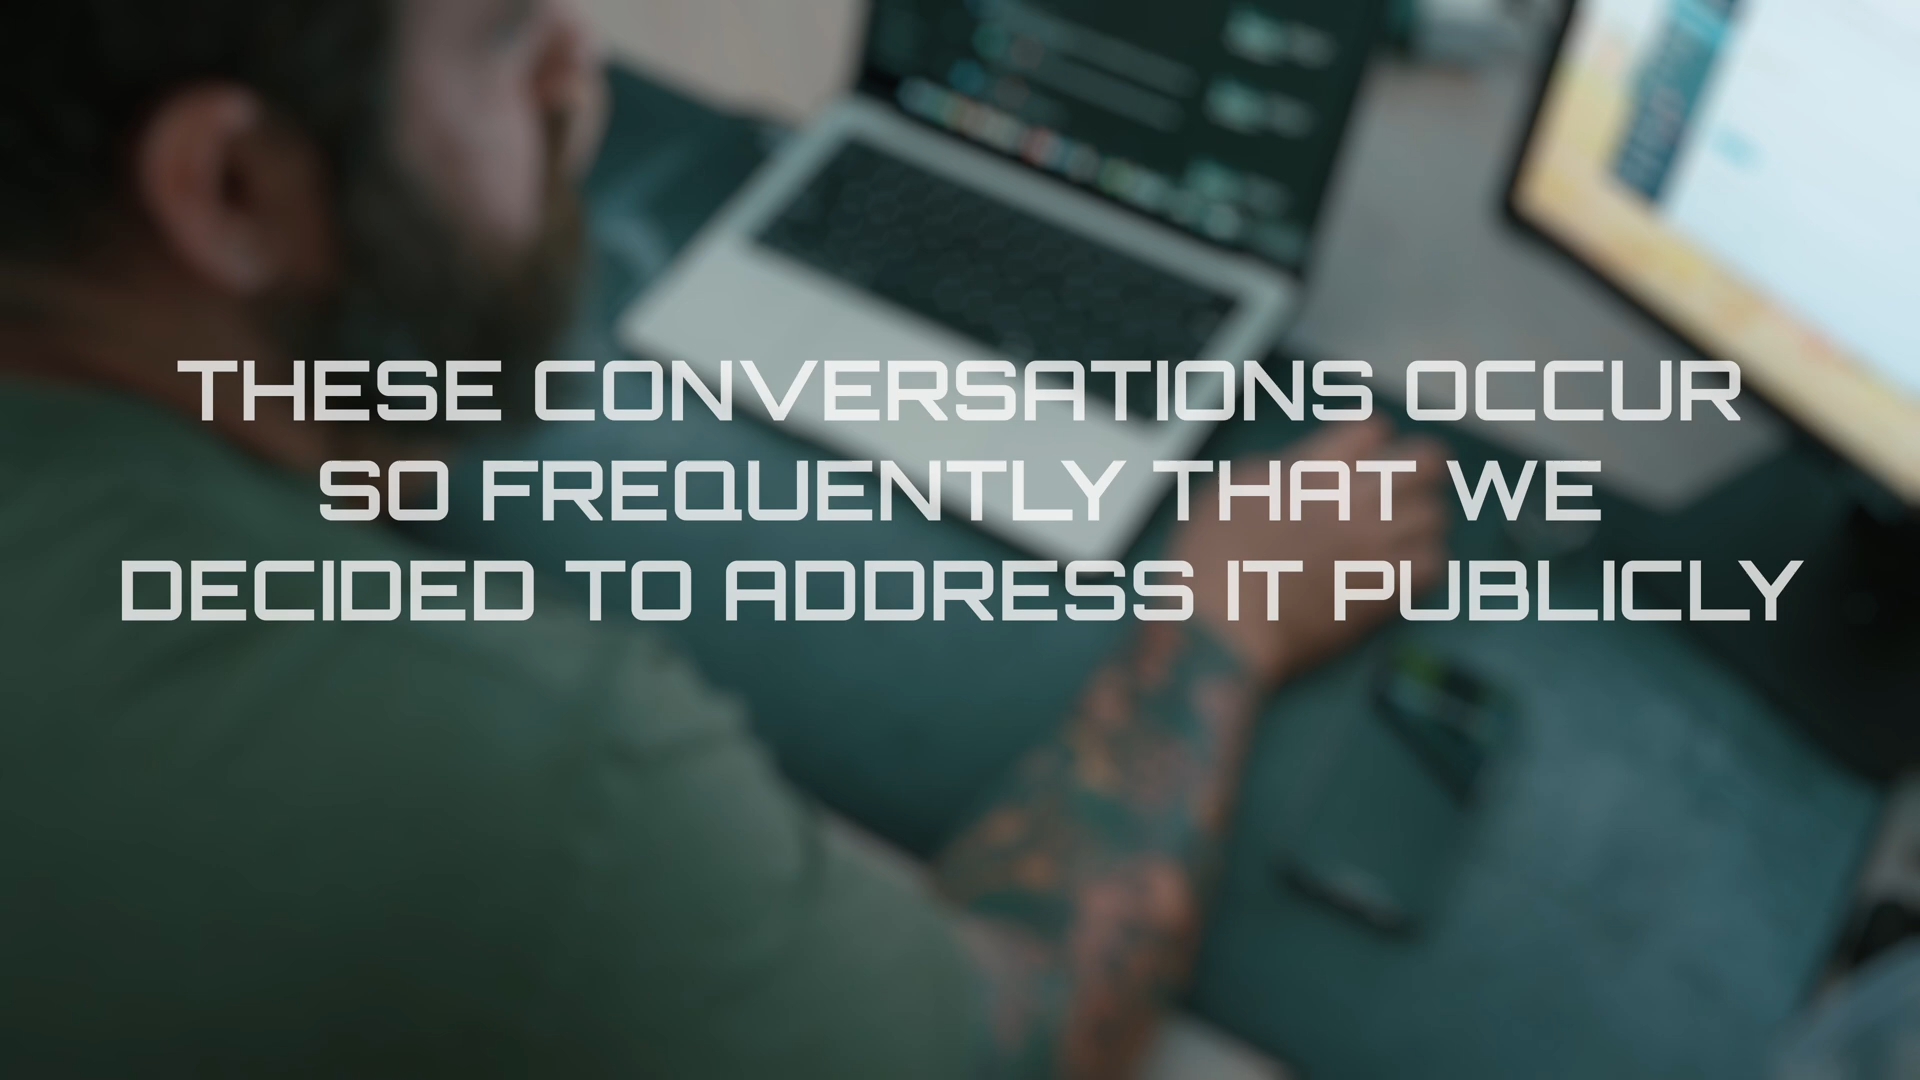 THESE CONVERSATIONS OCCUR
SO FREQUENTLY THAT WE
DECIDED TO ADDRESS IT PUBLICLY